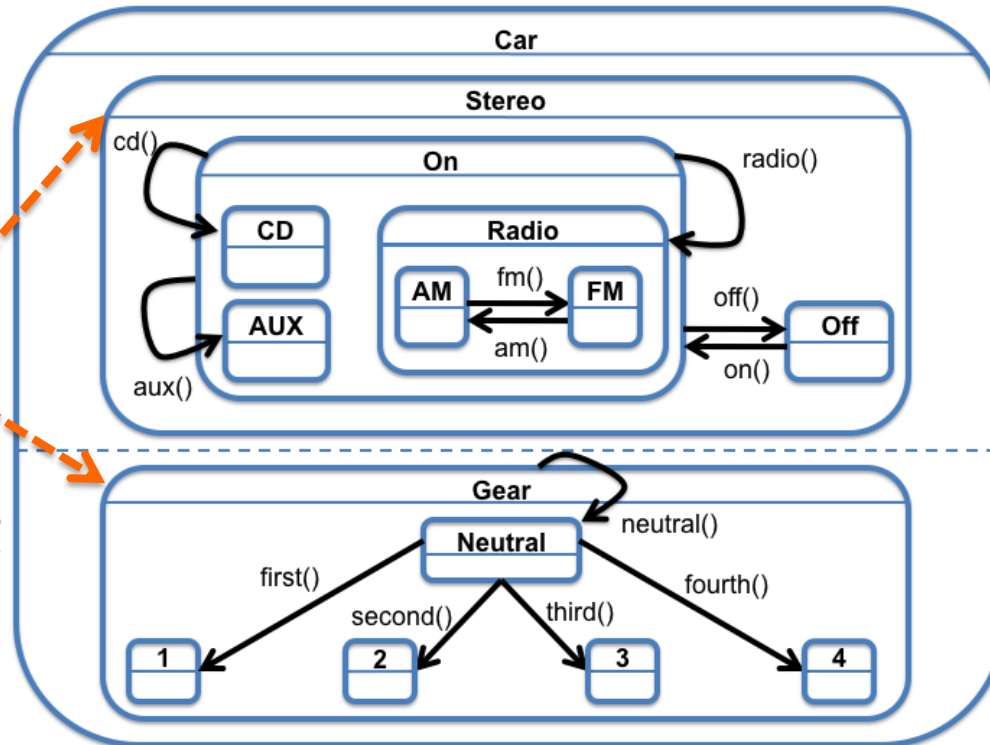 Car
Stereo
cd()
On
radio()
CD
Radio
AM
fm()
FM
off()
AUX
Off
am()
on()
aux()
Gear
neutral()
Neutral
first()
fourth()
second()
third()
1
2
3
4